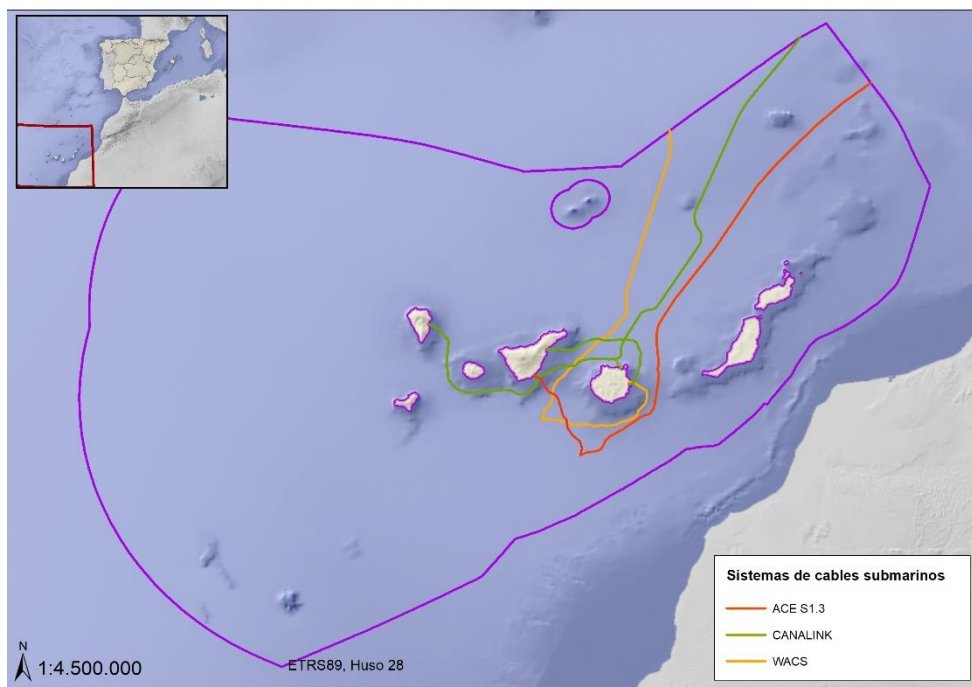 N
1:4.500.000
ETRS89, Huso 28
Sistemas de cables submarinos
ACE S1.3
CANALINK
WACS